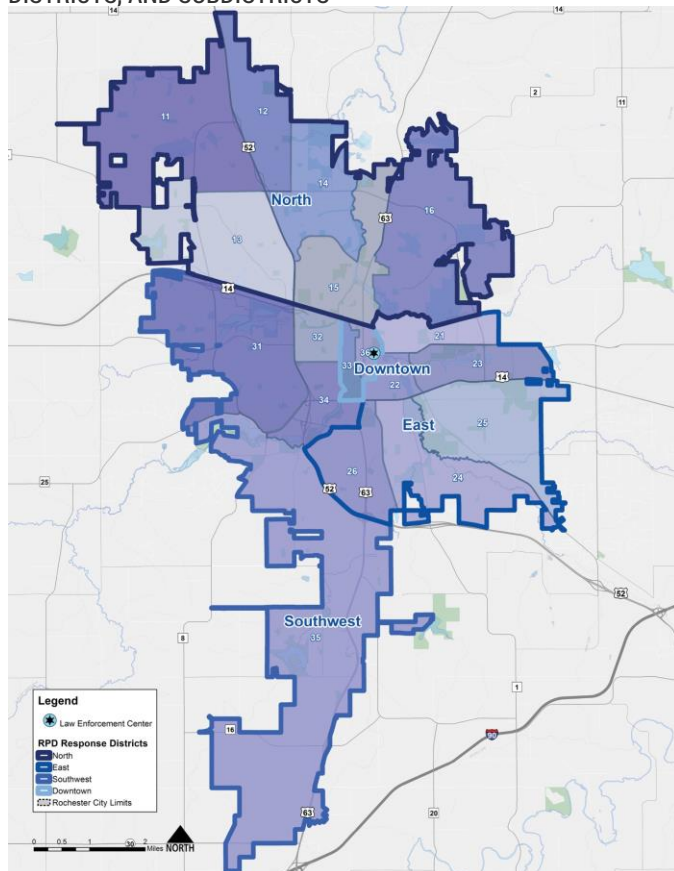 DISTRICTS, AND SUBDISTRICTS
14
14
2
11
11
12
52
14
North
63
16
13
15
14
31
32
33
36
21
Downtown
23
14
22
34
East
25
25
26
24
52
63
52
Southwest
35
8
1
16
90
63
20
Legend
Law Enforcement Center
RPD Response Districts
North
East
Southwest
Downtown
Rochester City Limits
0 0.5 1 2
30
Miles
NORTH